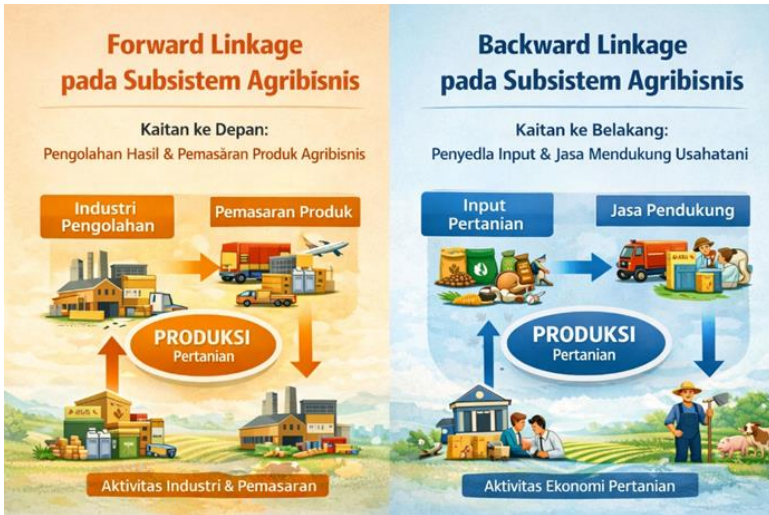 Forward Linkage
pada Subsistem Agribisnis
Kaitan ke Depan:
Pengolahan Hasil & Pemasăran Produk Agribisnis
Industri
Pengolahan
Pemasaran Produk
PRODUKSI
Pertanian
Aktivitas Industri & Pemasaran
Backward Linkage
pada Subsistem Agribisnis
Kaitan ke Belakang:
Penyedla Input & Jasa Mendukung Usahatani
Input
Pertanian
Jasa Pendukung
PRODUKSI
Pertanian
Aktivitas Ekonomi Pertanian